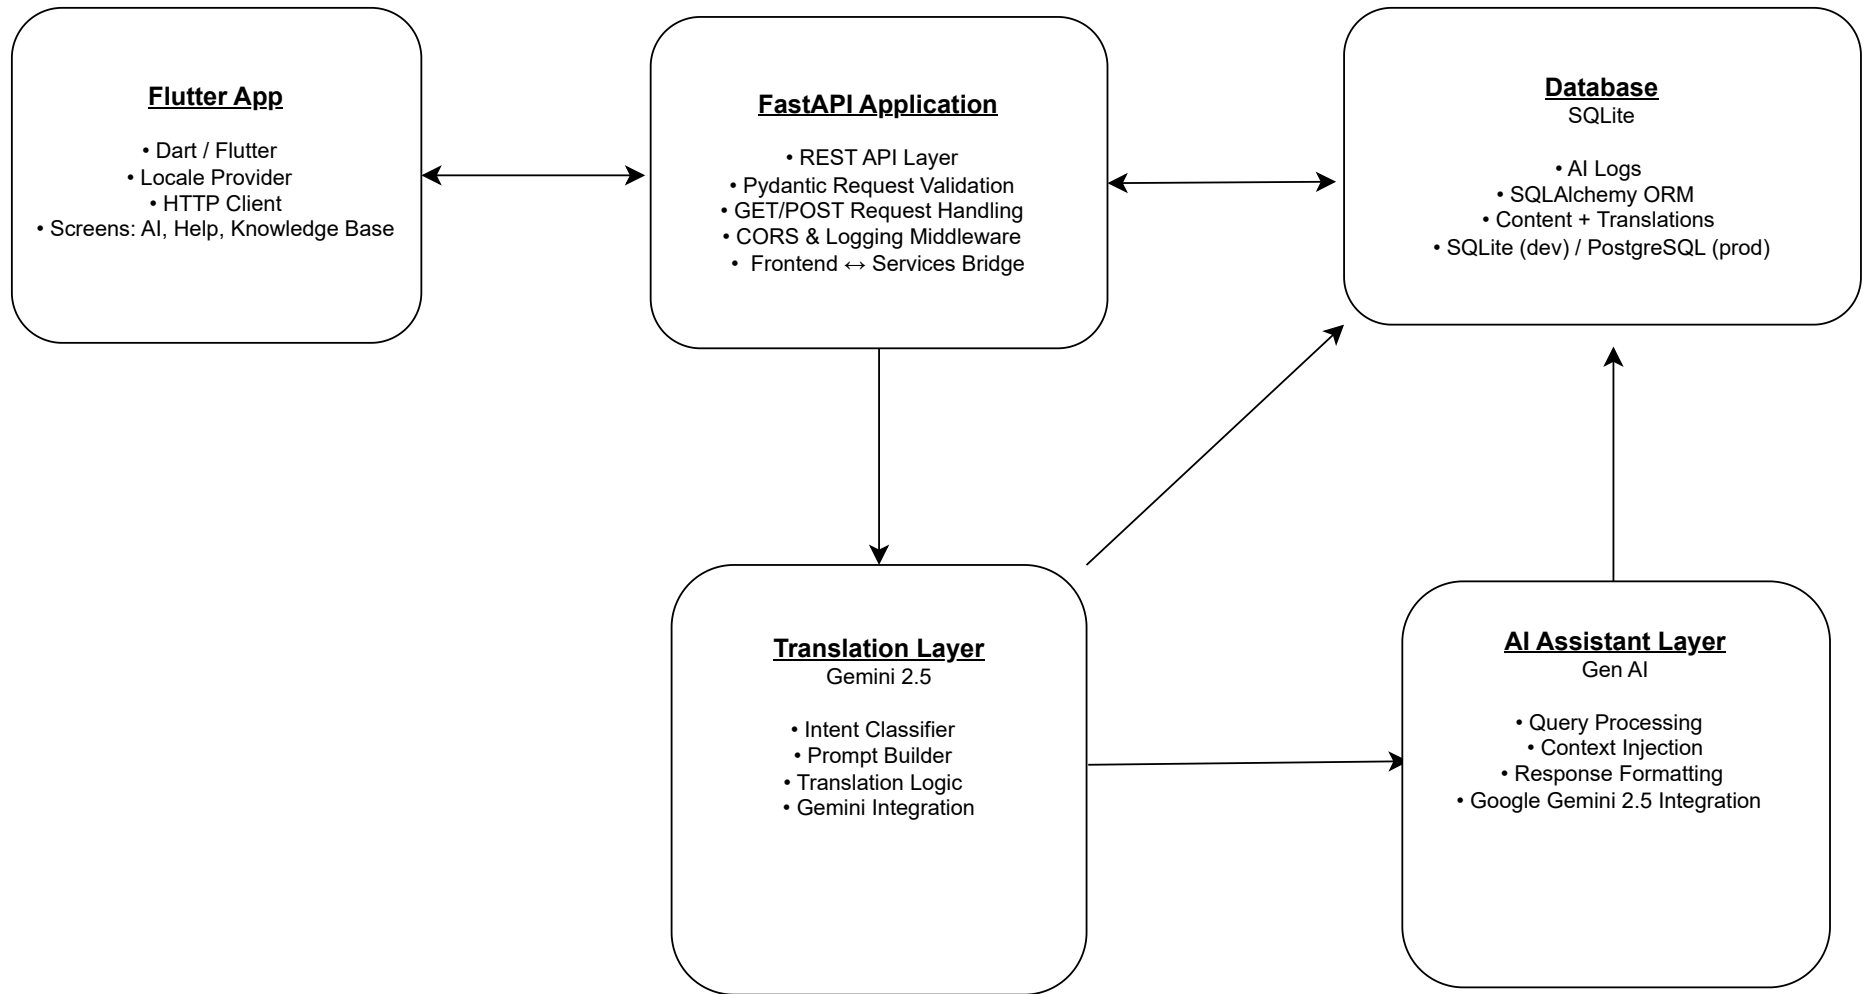 Flutter App
• Dart / Flutter
• Locale Provider
• HTTP Client
• Screens: AI, Help, Knowledge Base
FastAPI Application
• REST API Layer
• Pydantic Request Validation
• GET/POST Request Handling
• CORS & Logging Middleware
• Frontend ↔ Services Bridge
Database
SQLite
• AI Logs
• SQLAlchemy ORM
• Content + Translations
• SQLite (dev) / PostgreSQL (prod)
Translation Layer
Gemini 2.5
• Intent Classifier
• Prompt Builder
• Translation Logic
• Gemini Integration
AI Assistant Layer
Gen AI
• Query Processing
• Context Injection
• Response Formatting
• Google Gemini 2.5 Integration